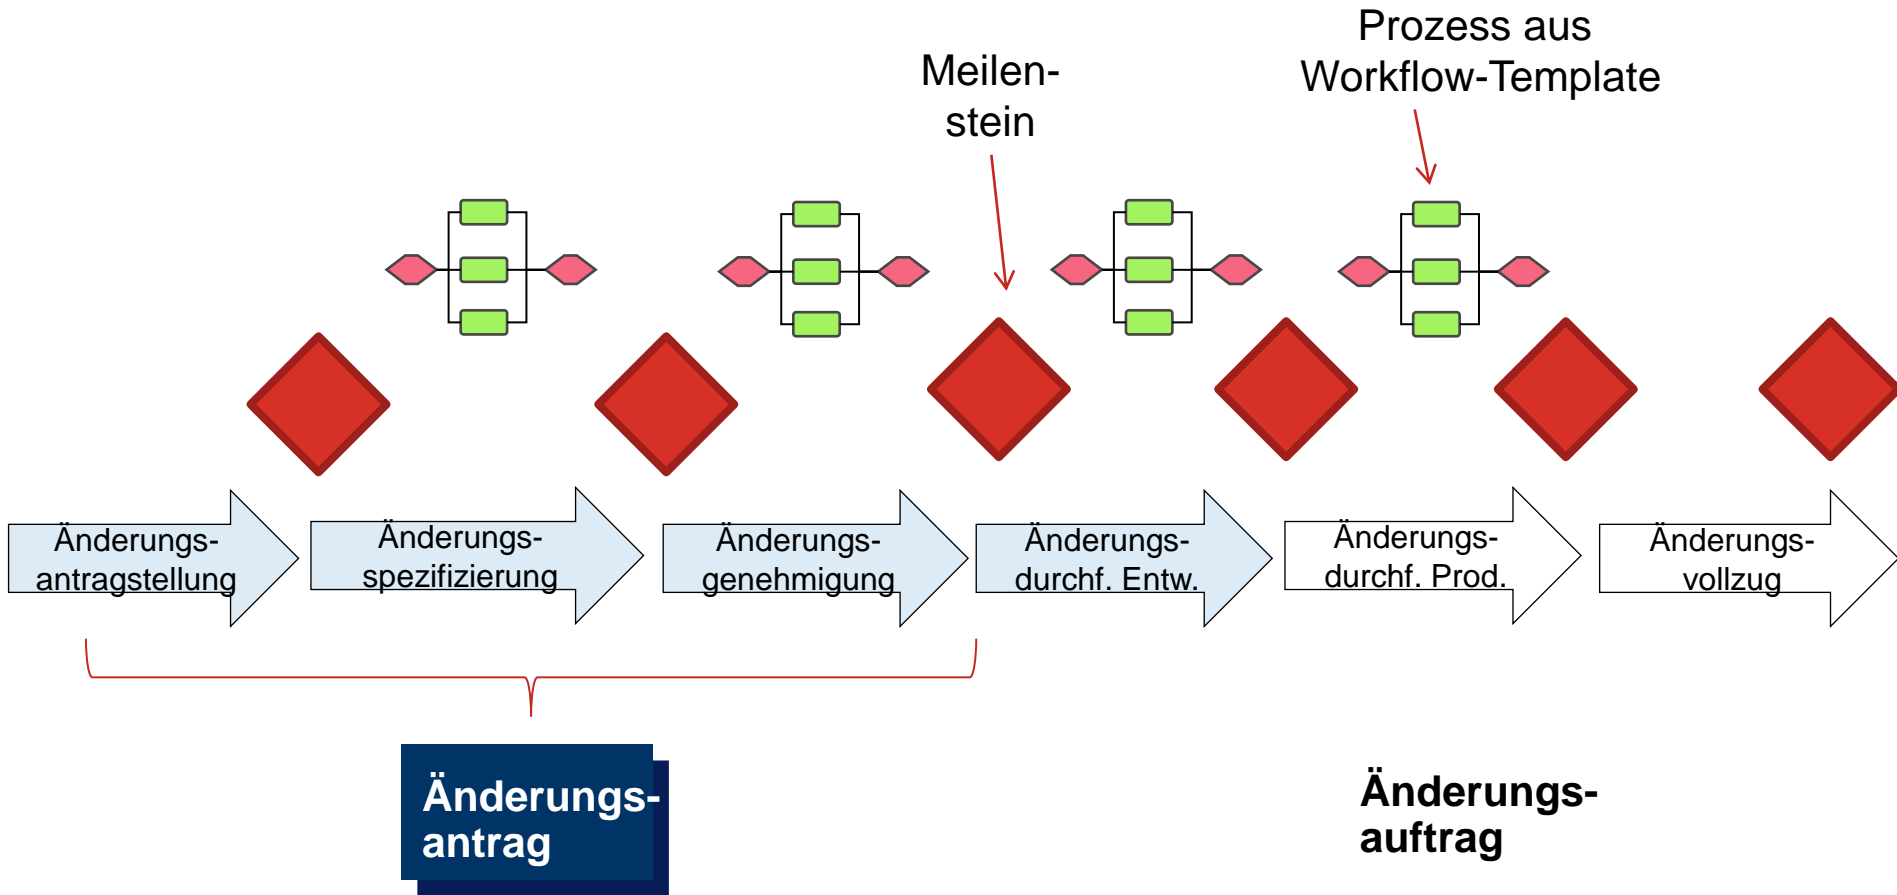 Prozess aus
Workflow-Template
Meilen-
stein
Änderungs-
antragstellung
Änderungs-
spezifizierung
Änderungs-
genehmigung
Änderungs-
durchf. Entw.
Änderungs-
durchf. Prod.
Änderungs-
vollzug
Änderungs-
antrag
Änderungs-
auftrag